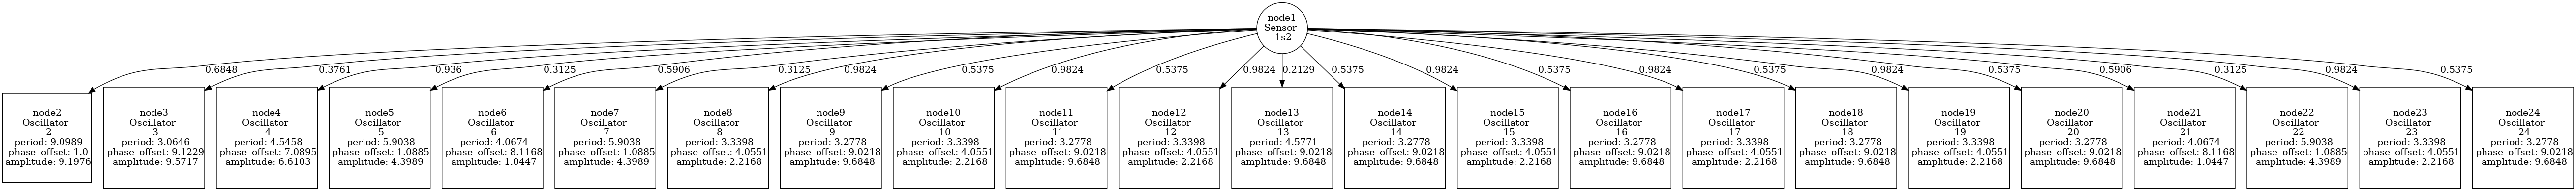 node1
Sensor
1s2
0.6848
0.3761
0.936
-0.3125
0.5906
-0.3125
0.9824
-0.5375
0.9824
-0.5375
0.9824
0.2129
-0.5375
0.9824
-0.5375
0.9824
-0.5375
0.9824
-0.5375
0.5906
-0.3125
0.9824
-0.5375
node2
Oscillator
2
period: 9.0989
phase_offset: 1.0
amplitude: 9.1976
node3
Oscillator
3
period: 3.0646
phase_offset: 9.1229
amplitude: 9.5717
node4
Oscillator
4
period: 4.5458
phase_offset: 7.0895
amplitude: 6.6103
node5
Oscillator
5
period: 5.9038
phase_offset: 1.0885
amplitude: 4.3989
node6
Oscillator
6
period: 4.0674
phase_offset: 8.1168
amplitude: 1.0447
node7
Oscillator
7
period: 5.9038
phase_offset: 1.0885
amplitude: 4.3989
node8
Oscillator
8
period: 3.3398
phase_offset: 4.0551
amplitude: 2.2168
node9
Oscillator
9
period: 3.2778
phase_offset: 9.0218
amplitude: 9.6848
node10
Oscillator
10
period: 3.3398
phase_offset: 4.0551
amplitude: 2.2168
node11
Oscillator
11
period: 3.2778
phase_offset: 9.0218
amplitude: 9.6848
node12
Oscillator
12
period: 3.3398
phase_offset: 4.0551
amplitude: 2.2168
node13
Oscillator
13
period: 4.5771
phase_offset: 9.0218
amplitude: 9.6848
node14
Oscillator
14
period: 3.2778
phase_offset: 9.0218
amplitude: 9.6848
node15
Oscillator
15
period: 3.3398
phase_offset: 4.0551
amplitude: 2.2168
node16
Oscillator
16
period: 3.2778
phase_offset: 9.0218
amplitude: 9.6848
node17
Oscillator
17
period: 3.3398
phase_offset: 4.0551
amplitude: 2.2168
node18
Oscillator
18
period: 3.2778
phase_offset: 9.0218
amplitude: 9.6848
node19
Oscillator
19
period: 3.3398
phase_offset: 4.0551
amplitude: 2.2168
node20
Oscillator
20
period: 3.2778
phase_offset: 9.0218
amplitude: 9.6848
node21
Oscillator
21
period: 4.0674
phase_offset: 8.1168
amplitude: 1.0447
node22
Oscillator
22
period: 5.9038
phase_offset: 1.0885
amplitude: 4.3989
node23
Oscillator
23
period: 3.3398
phase_offset: 4.0551
amplitude: 2.2168
node24
Oscillator
24
period: 3.2778
phase_offset: 9.0218
amplitude: 9.6848